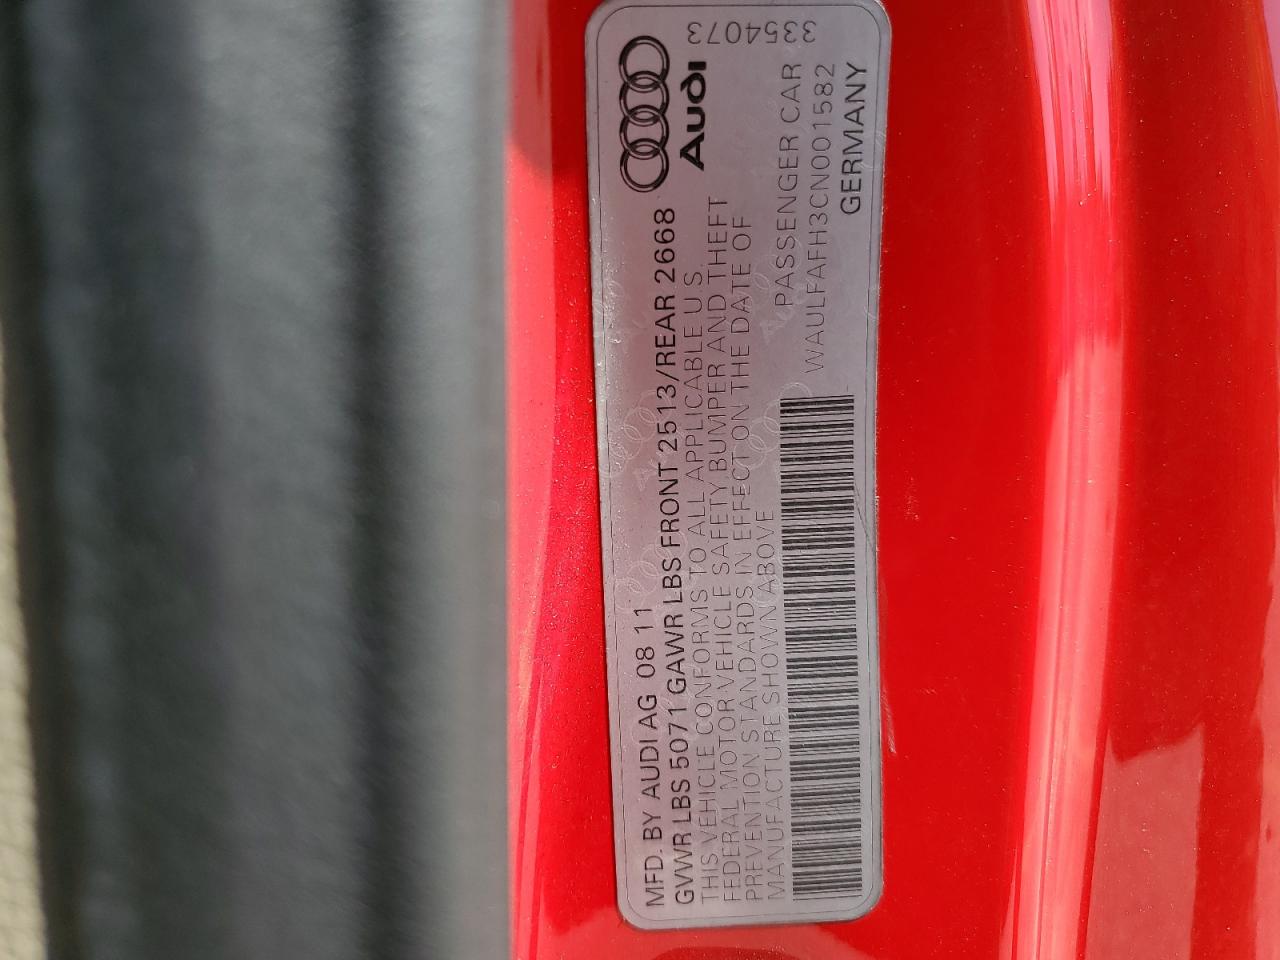 MFD. BY AUDI AG 08 11
GVWR LBS 5071 GAWR LBS FRONT 2513/REAR 2668
THIS VEHICLE CONFORMS TO ALL APPLICABLE U.S.
FEDERAL MOTOR VEHICLE SAFETY, BUMPER AND THEFT
PREVENTION STANDARDS IN EFFECT ON THE DATE OF
MANUFACTURE SHOWN ABOVE
PASSENGER CAR
WAULFAFH3CN001582
GERMANY
Audi
3354073